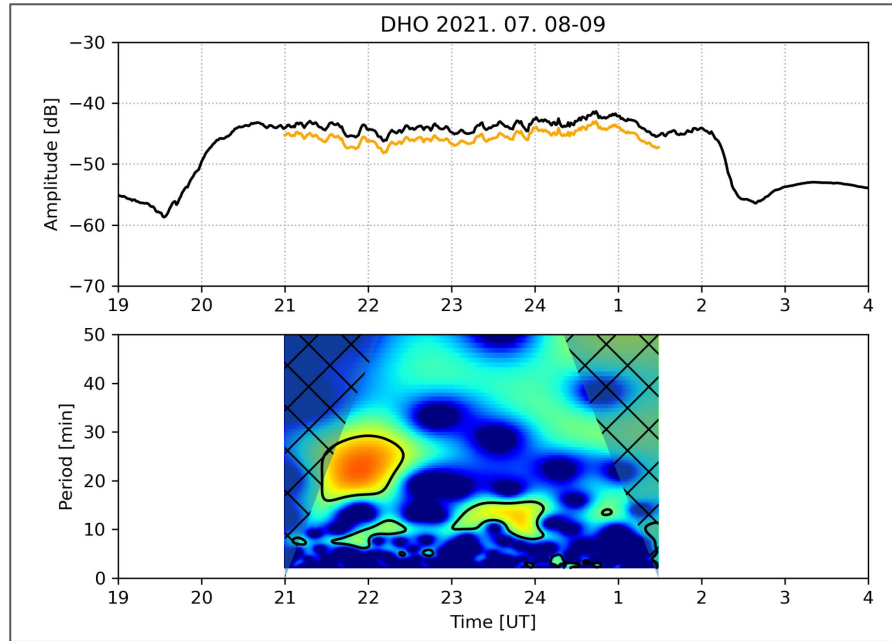 DHO 2021. 07. 08-09
−30
−40
−50
−60
−70
Amplitude [dB]
19 20 21 22 23 24 1 2 3 4
50
40
30
20
10
0
Period [min]
19 20 21 22 23 24 1 2 3 4
Time [UT]